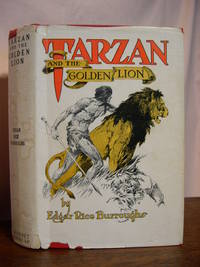 TARZAN
AND THE
GOLDEN LION
by
Edgar Rice Burroughs
TARZAN
AND THE
GOLDEN
LION
EDGAR
RICE
BURROUGHS